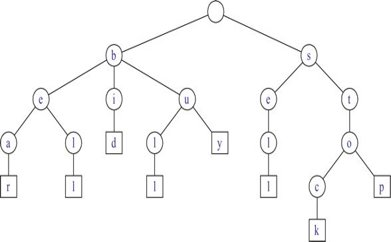 b s
e i u e t
a l d l y l o
r l l l c p
k